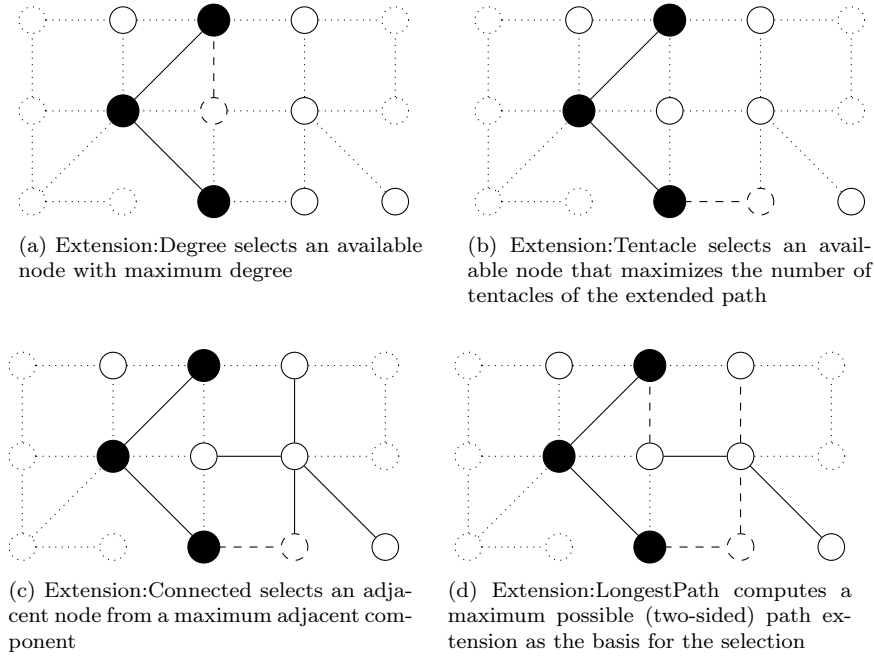 (a) Extension:Degree selects an available
node with maximum degree
(b) Extension:Tentacle selects an avail-
able node that maximizes the number of
tentacles of the extended path
(c) Extension:Connected selects an adja-
cent node from a maximum adjacent com-
ponent
(d) Extension:LongestPath computes a
maximum possible (two-sided) path ex-
tension as the basis for the selection